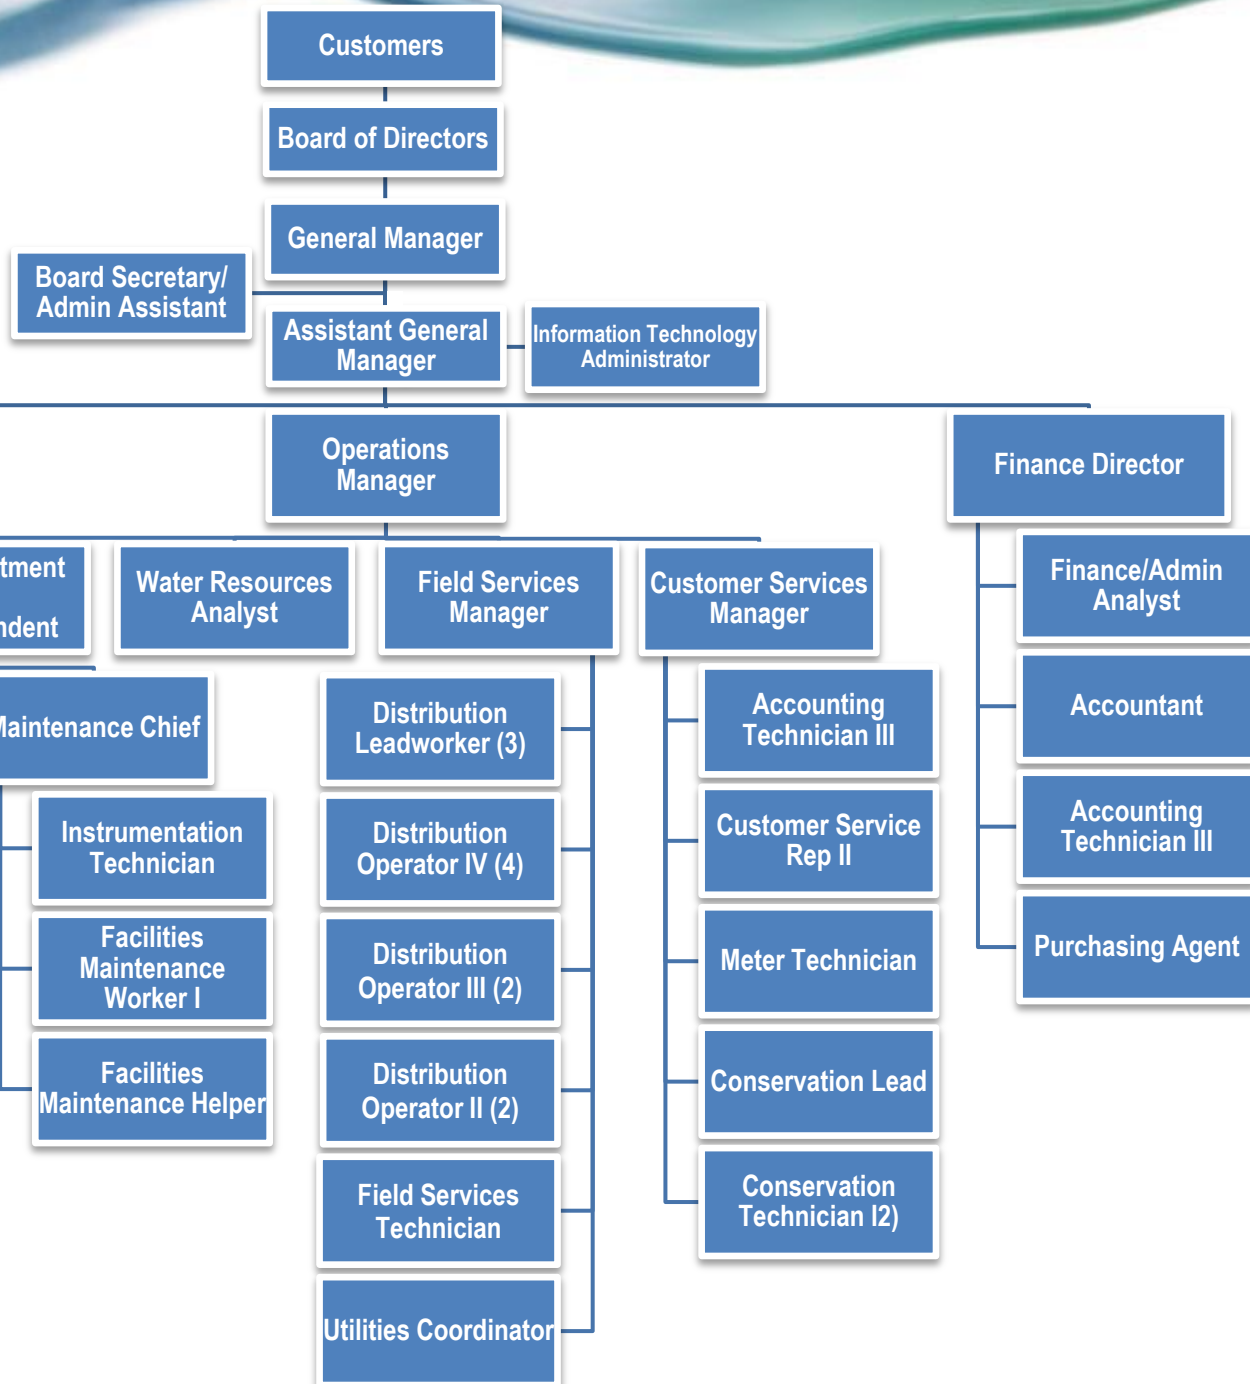 Customers
Board of Directors
General Manager
Board Secretary/
Admin Assistant
Assistant General
Manager
Information Technology
Administrator
Operations
Manager
Finance Director
Water Resources
Analyst
Field Services
Manager
Customer Services
Manager
Maintenance Chief
Instrumentation
Technician
Facilities
Maintenance
Worker I
Facilities
Maintenance Helper
Distribution
Leadworker (3)
Distribution
Operator IV (4)
Distribution
Operator III (2)
Distribution
Operator II (2)
Field Services
Technician
Utilities Coordinator
Accounting
Technician III
Customer Service
Rep II
Meter Technician
Conservation Lead
Conservation
Technician I2)
Finance/Admin
Analyst
Accountant
Accounting
Technician III
Purchasing Agent